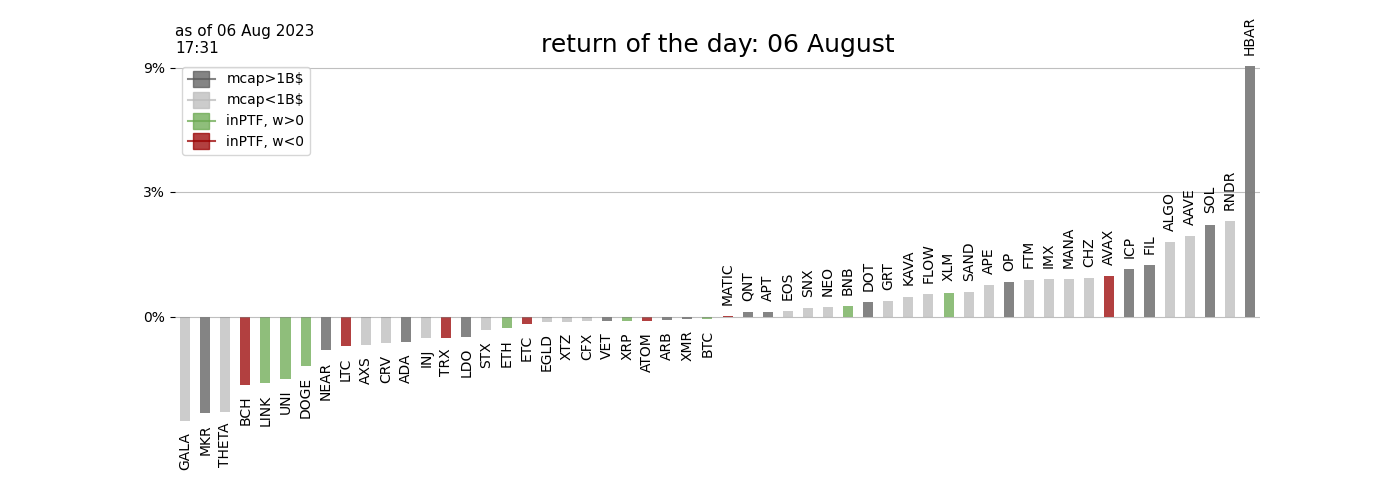 as of 06 Aug 2023
17:31
return of the day: 06 August
9%
3%
0%
mcap>1B$
mcap<1B$
inPTF, w>0
inPTF, w<0
GALA
MKR
THETA
BCH
LINK
UNI
DOGE
NEAR
LTC
AXS
CRV
ADA
INJ
TRX
LDO
STX
ETH
ETC
EGLD
XTZ
CFX
VET
XRP
ATOM
ARB
XMR
BTC
MATIC
QNT
APT
EOS
SNX
NEO
BNB
DOT
GRT
KAVA
FLOW
XLM
SAND
APE
OP
FTM
IMX
MANA
CHZ
AVAX
ICP
FIL
ALGO
AAVE
SOL
RNDR
HBAR